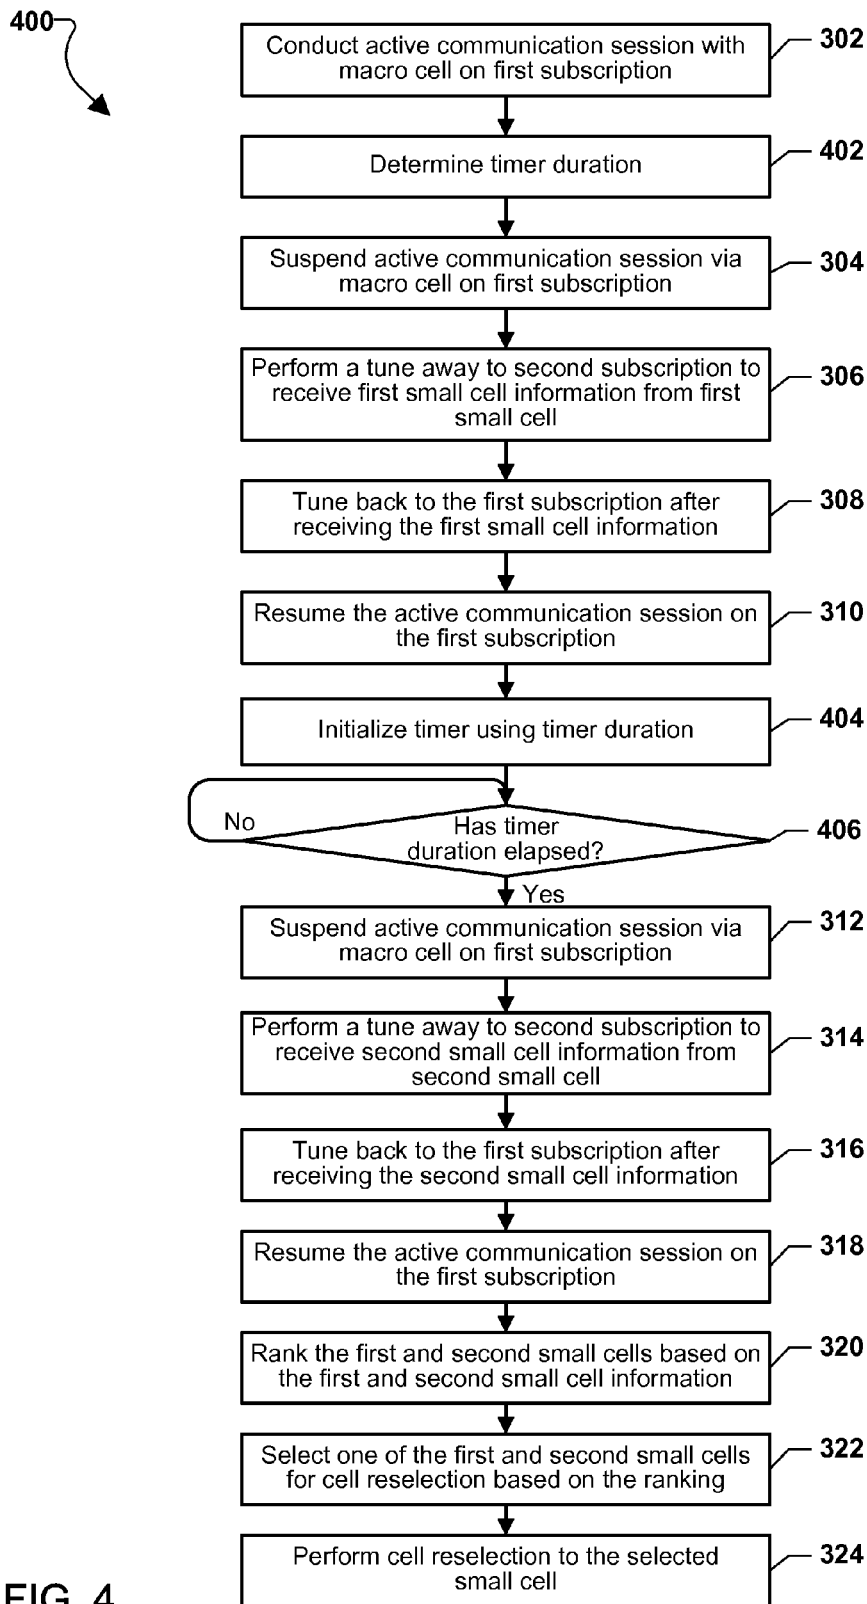 400
Conduct active communication session with
macro cell on first subscription
302
Determine timer duration
402
Suspend active communication session via
macro cell on first subscription
304
Perform a tune away to second subscription to
receive first small cell information from first
small cell
306
Tune back to the first subscription after
receiving the first small cell information
308
Resume the active communication session on
the first subscription
310
Initialize timer using timer duration
404
No
Has timer
duration elapsed?
406
Yes
Suspend active communication session via
macro cell on first subscription
312
Perform a tune away to second subscription to
receive second small cell information from
second small cell
314
Tune back to the first subscription after
receiving the second small cell information
316
Resume the active communication session on
the first subscription
318
Rank the first and second small cells based on
the first and second small cell information
320
Select one of the first and second small cells
for cell reselection based on the ranking
322
Perform cell reselection to the selected
small cell
324
FIG. 4